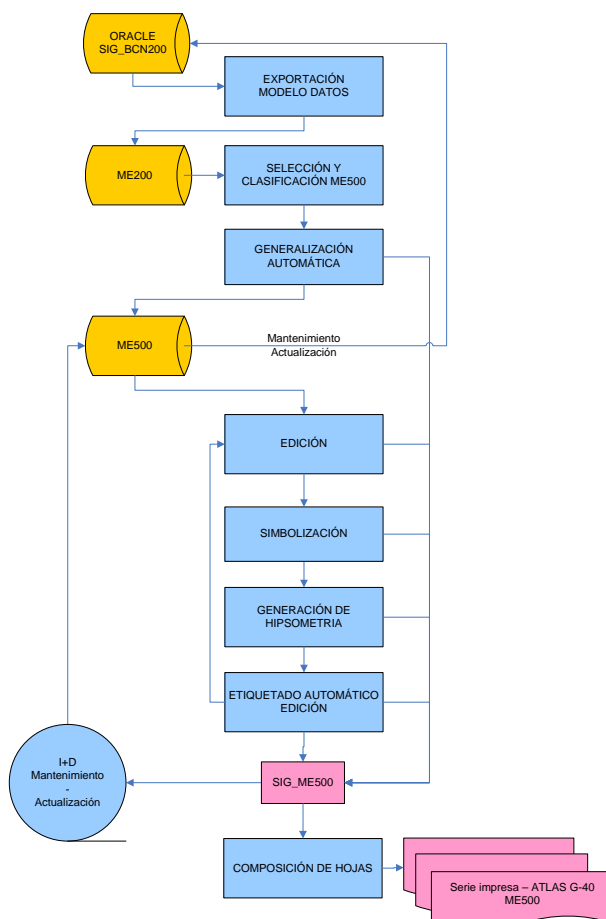 ORACLE
SIG_BCN200
EXPORTACIÓN
MODELO DATOS
ME200
SELECCIÓN Y
CLASIFICACIÓN ME500
GENERALIZACIÓN
AUTOMÁTICA
ME500
Mantenimiento
Actualización
EDICIÓN
SIMBOLIZACIÓN
GENERACIÓN DE
HIPSOMETRIA
ETIQUETADO AUTOMÁTICO
EDICIÓN
I+D
Mantenimiento
-
Actualización
SIG_ME500
COMPOSICIÓN DE HOJAS
Serie impresa – ATLAS G-40
ME500